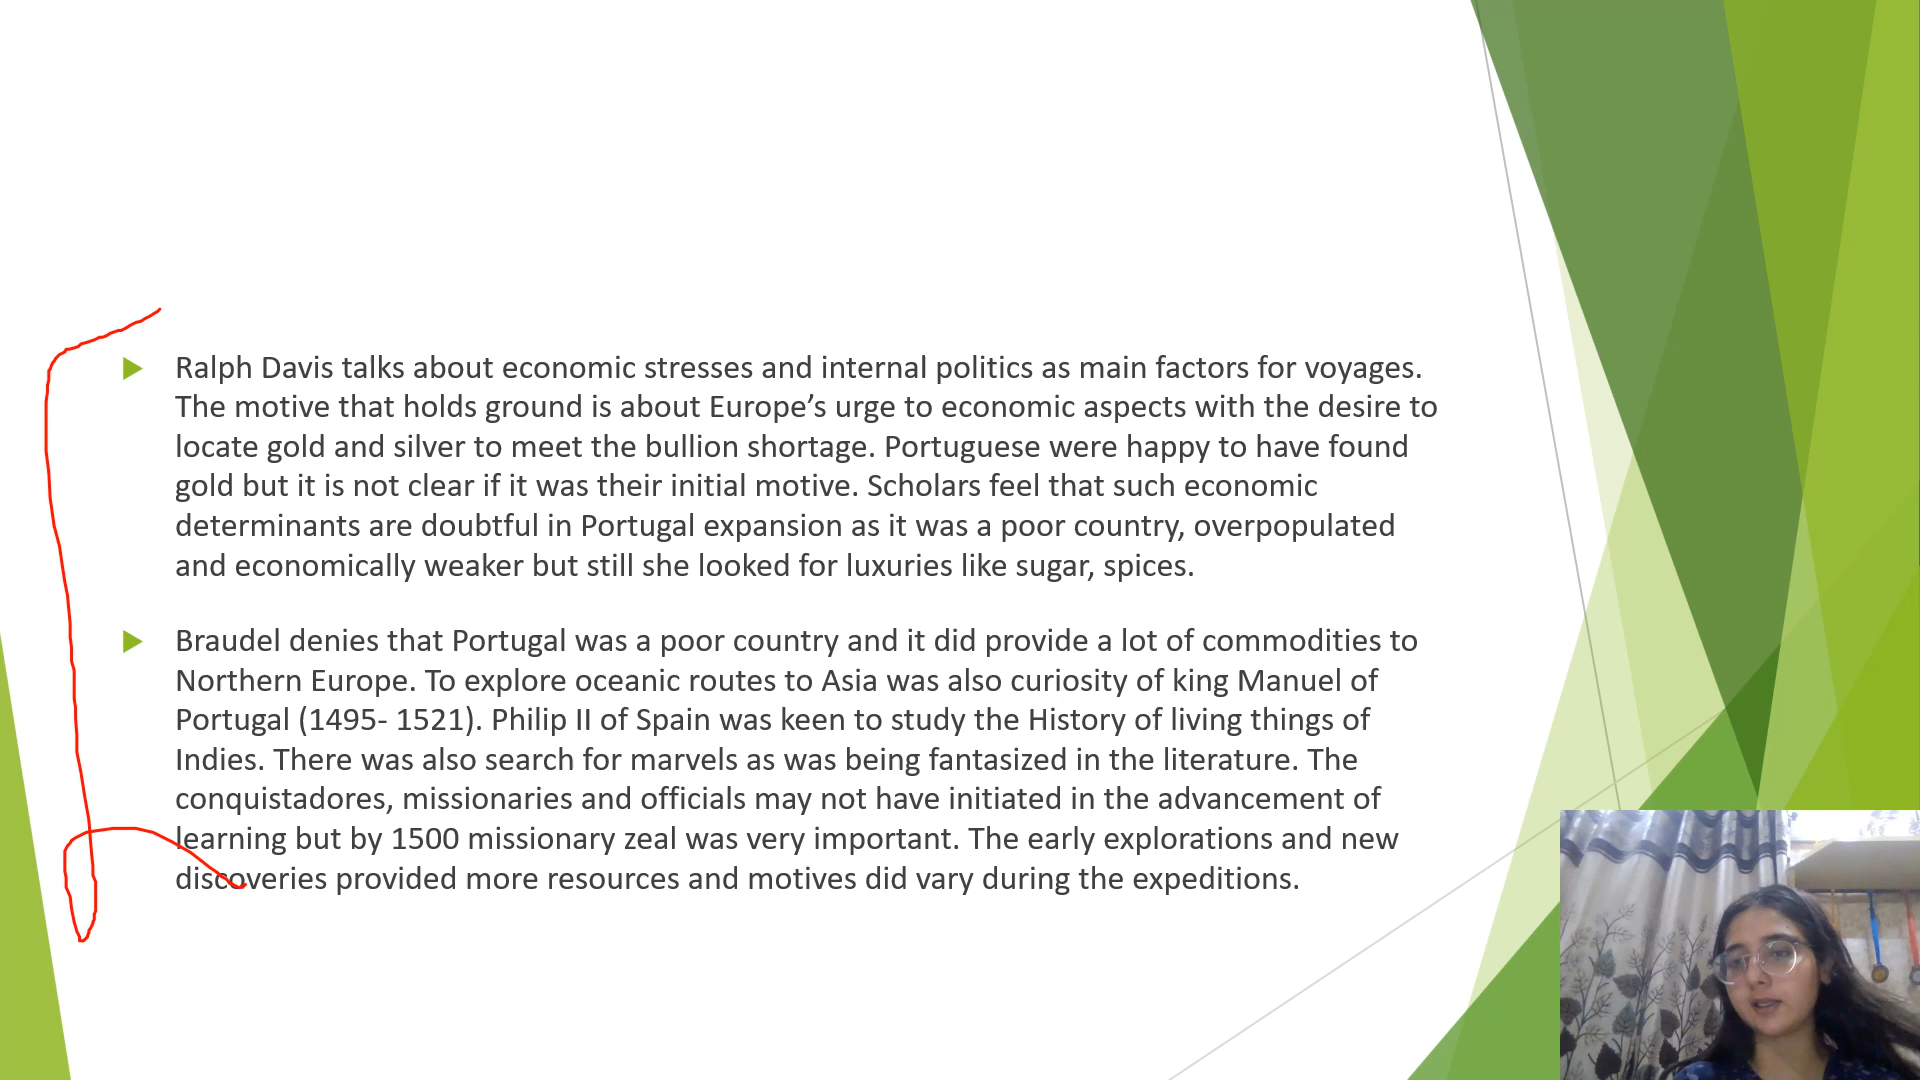 Ralph Davis talks about economic stresses and internal politics as main factors for voyages.
The motive that holds ground is about Europe’s urge to economic aspects with the desire to
locate gold and silver to meet the bullion shortage. Portuguese were happy to have found
gold but it is not clear if it was their initial motive. Scholars feel that such economic
determinants are doubtful in Portugal expansion as it was a poor country, overpopulated
and economically weaker but still she looked for luxuries like sugar, spices.
Braudel denies that Portugal was a poor country and it did provide a lot of commodities to
Northern Europe. To explore oceanic routes to Asia was also curiosity of king Manuel of
Portugal (1495- 1521). Philip II of Spain was keen to study the History of living things of
Indies. There was also search for marvels as was being fantasized in the literature. The
conquistadores, missionaries and officials may not have initiated in the advancement of
learning but by 1500 missionary zeal was very important. The early explorations and new
discoveries provided more resources and motives did vary during the expeditions.